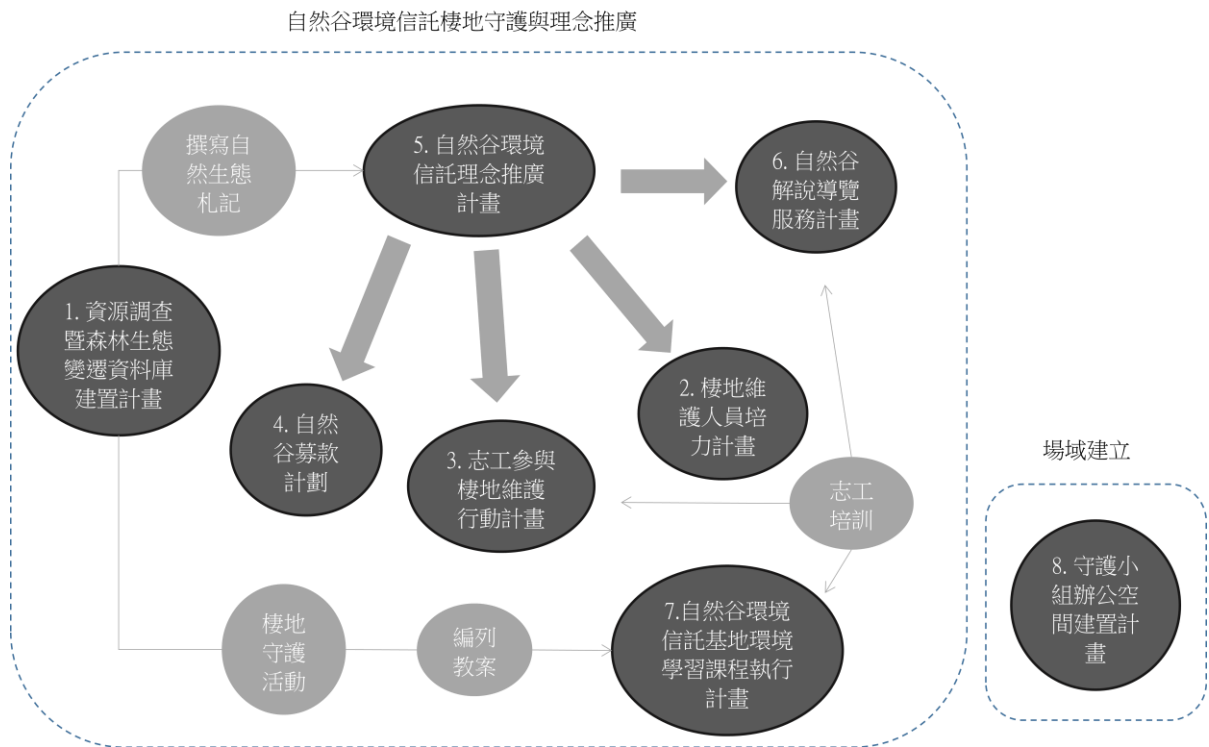 自然谷環境信託棲地守護與理念推廣
撰寫自
然生態
札記
5. 自然谷環境
信託理念推廣
計畫
6. 自然谷
解說導覽
服務計畫
1. 資源調查
暨森林生態
變遷資料庫
建置計畫
4. 自然
谷募款
計劃
3. 志工參與
棲地維護
行動計畫
2. 棲地維
護人員培
力計畫
志工
培訓
場域建立
8. 守護小
組辦公空
間建置計
畫
棲地
守護
活動
編列
教案
7.自然谷環境
信託基地環境
學習課程執行
計畫